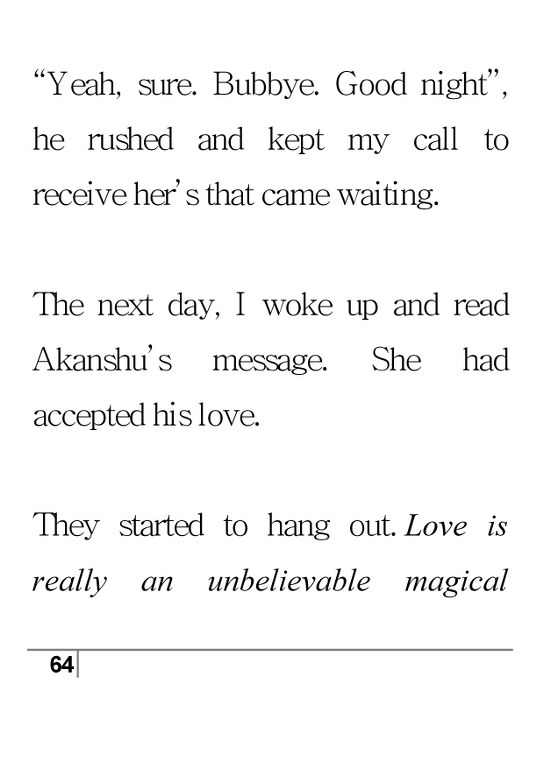 “Yeah, sure. Bubbye. Good night”,
he rushed and kept my call to
receive her’s that came waiting.
The next day, I woke up and read
Akanshu’s message. She had
accepted his love.
They started to hang out. Love is
really an unbelievable magical
64